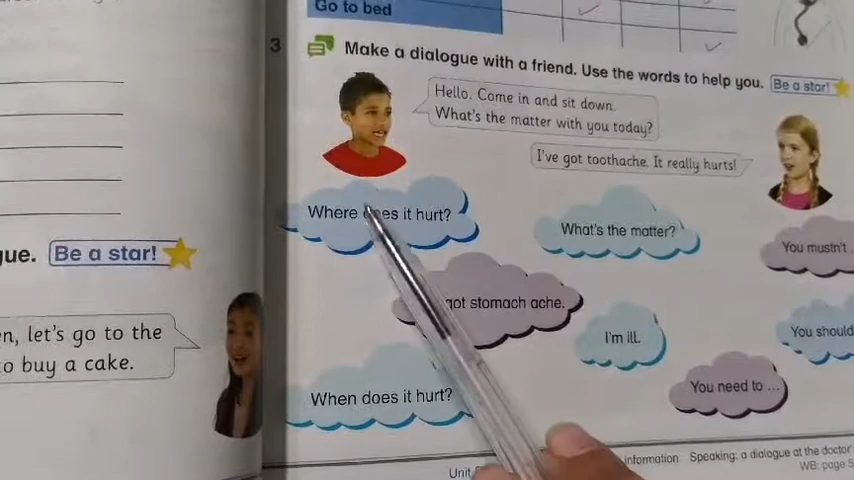 Go to bed
3
Make a dialogue with a friend. Use the words to help you.
Be a star!
Hello. Come in and sit down.
What's the matter with you today?
I've got toothache. It really hurts!
Where does it hurt?
What's the matter?
You mustn't
got stomach ache.
I'm ill.
You should
You need to ...
When does it hurt?
gue.
Be a star!
en, let's go to the
to buy a cake.
Unit
information
Speaking: a dialogue at the doctor's
WB: page 5